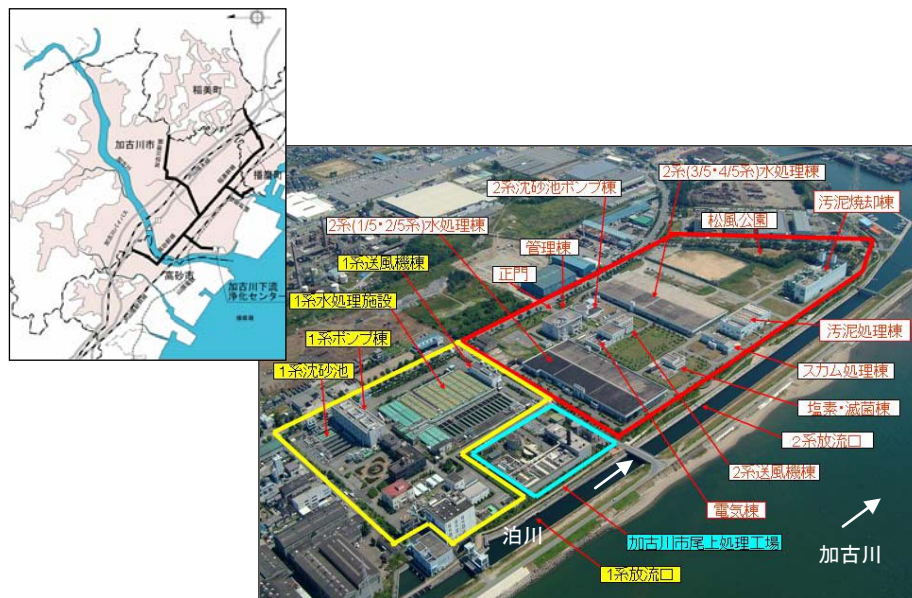 稲美町
加古川市
播磨町
高砂市
加古川下流
浄化センター
播磨灘
2系沈砂池ポンプ棟
2系(3/5・4/5系)水処理棟
汚泥焼却棟
2系(1/5・2/5系)水処理棟
松風公園
管理棟
1系送風機棟
正門
1系水処理施設
1系ポンプ棟
汚泥処理棟
1系沈砂池
スカム処理棟
塩素・滅菌棟
2系放流口
2系送風機棟
電気棟
泊川
加古川市尾上処理工場
加古川
1系放流口